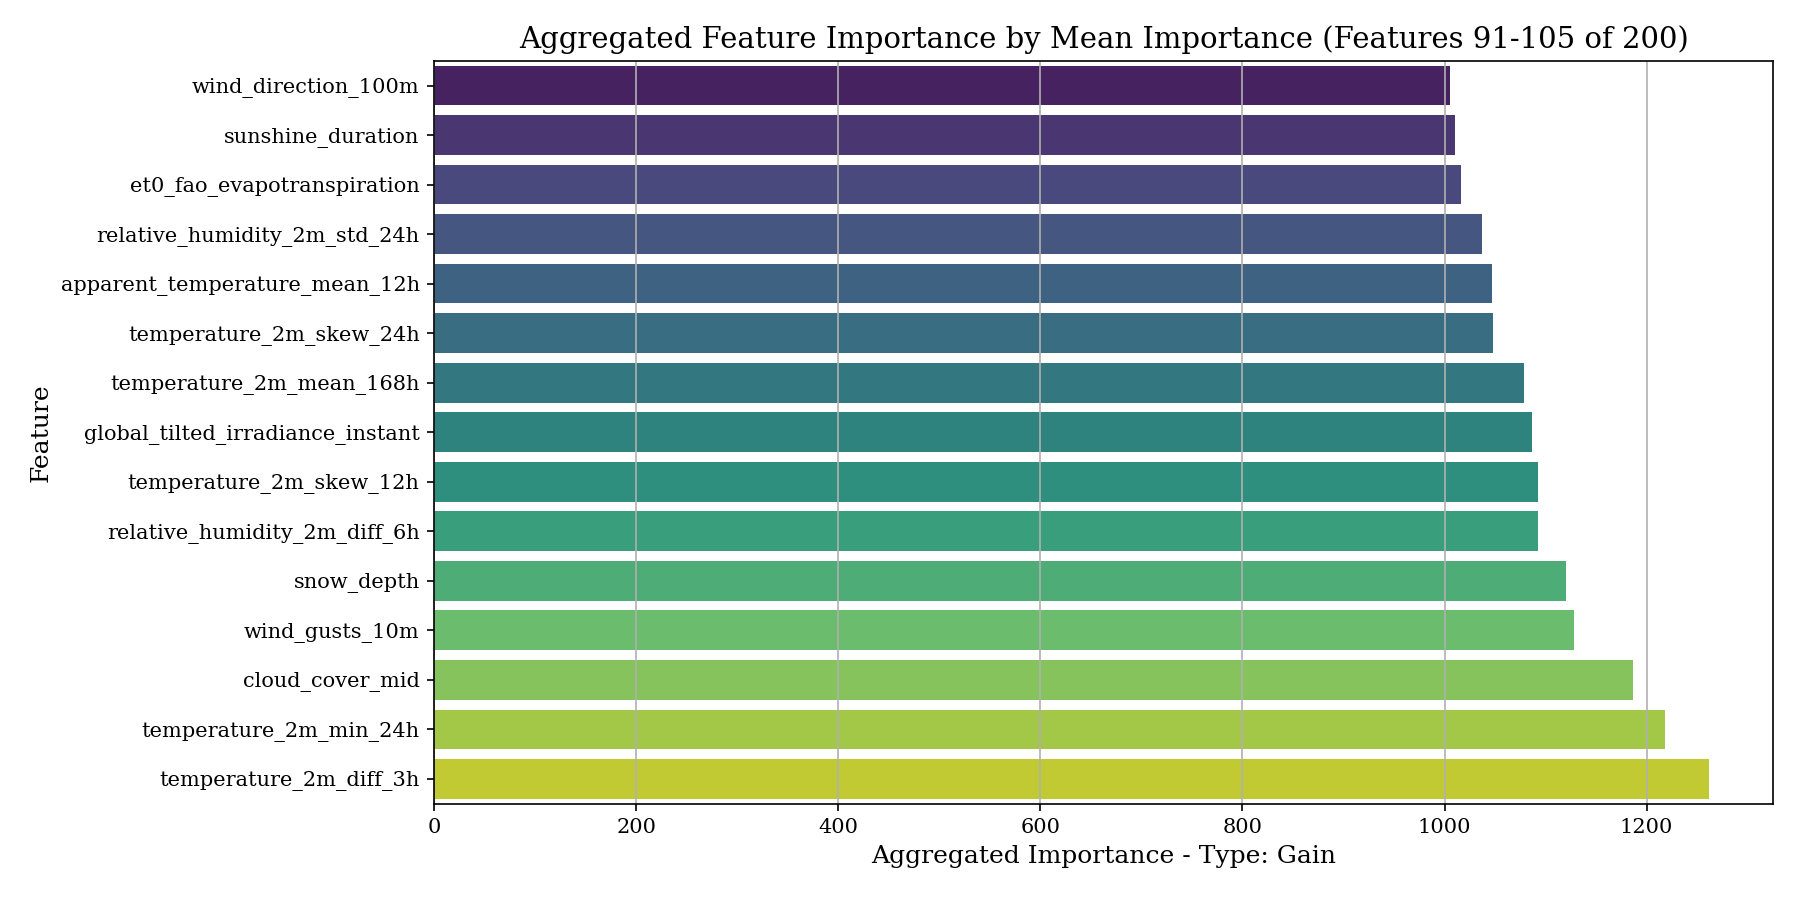 Aggregated Feature Importance by Mean Importance (Features 91-105 of 200)
Feature
wind_direction_100m
sunshine_duration
et0_fao_evapotranspiration
relative_humidity_2m_std_24h
apparent_temperature_mean_12h
temperature_2m_skew_24h
temperature_2m_mean_168h
global_tilted_irradiance_instant
temperature_2m_skew_12h
relative_humidity_2m_diff_6h
snow_depth
wind_gusts_10m
cloud_cover_mid
temperature_2m_min_24h
temperature_2m_diff_3h
0 200 400 600 800 1000 1200
Aggregated Importance - Type: Gain